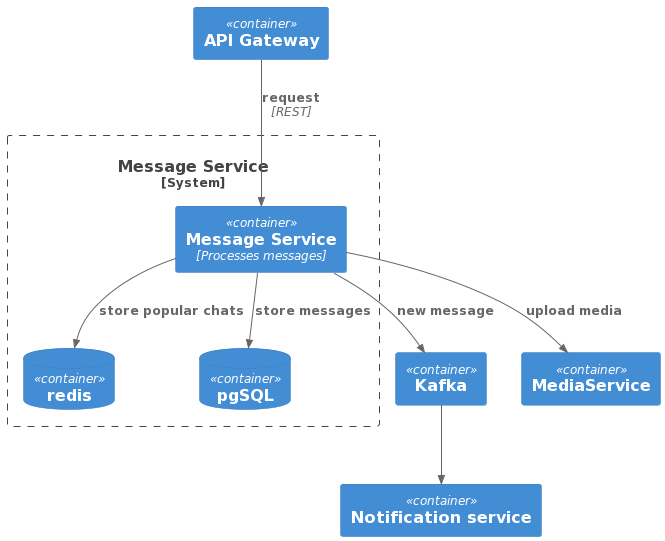 «container»
API Gateway
request
[REST]
Message Service
[System]
«container»
Message Service
[Processes messages]
store popular chats
store messages
new message
upload media
«container»
redis
«container»
pgSQL
«container»
Kafka
«container»
MediaService
«container»
Notification service